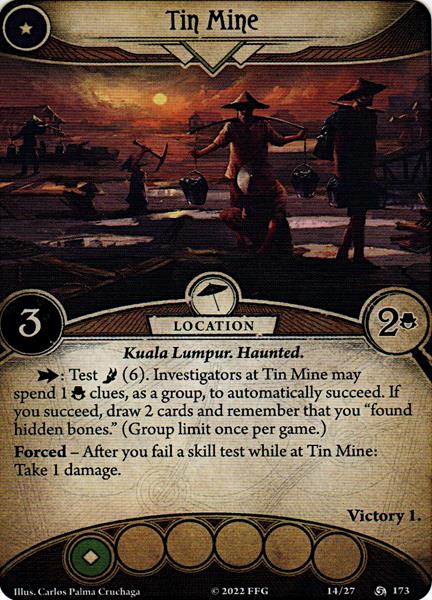 Tin Mine
3
LOCATION
2
Kuala Lumpur. Haunted.
: Test (6). Investigators at Tin Mine may
spend 1 clues, as a group, to automatically succeed. If
you succeed, draw 2 cards and remember that you “found
hidden bones.” (Group limit once per game.)
Forced – After you fail a skill test while at Tin Mine:
Take 1 damage.
Victory 1.
Illus. Carlos Palma Cruchaga © 2022 FFG 14/27 173